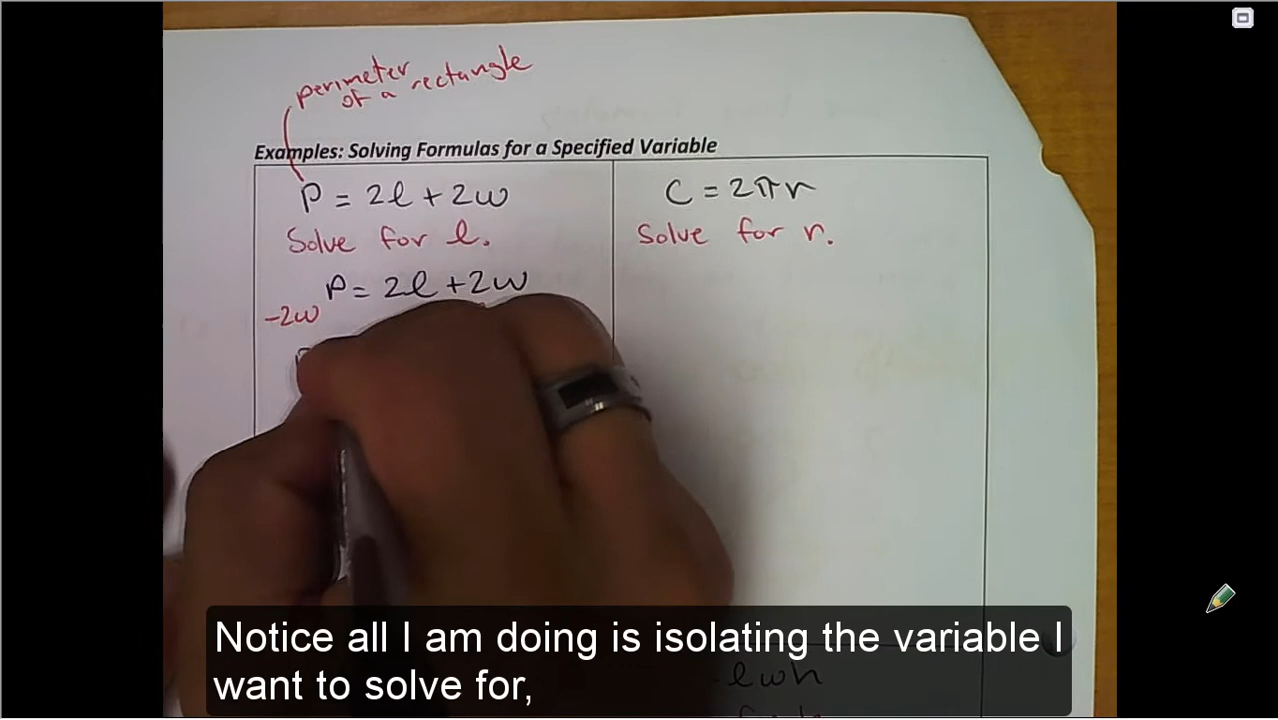 perimeter
of a rectangle
Examples: Solving Formulas for a Specified Variable
P = 2l + 2w
Solve for l.
P = 2l + 2w
-2w
P
C = 2πr
Solve for r.
lwh
Notice all I am doing is isolating the variable I
want to solve for,